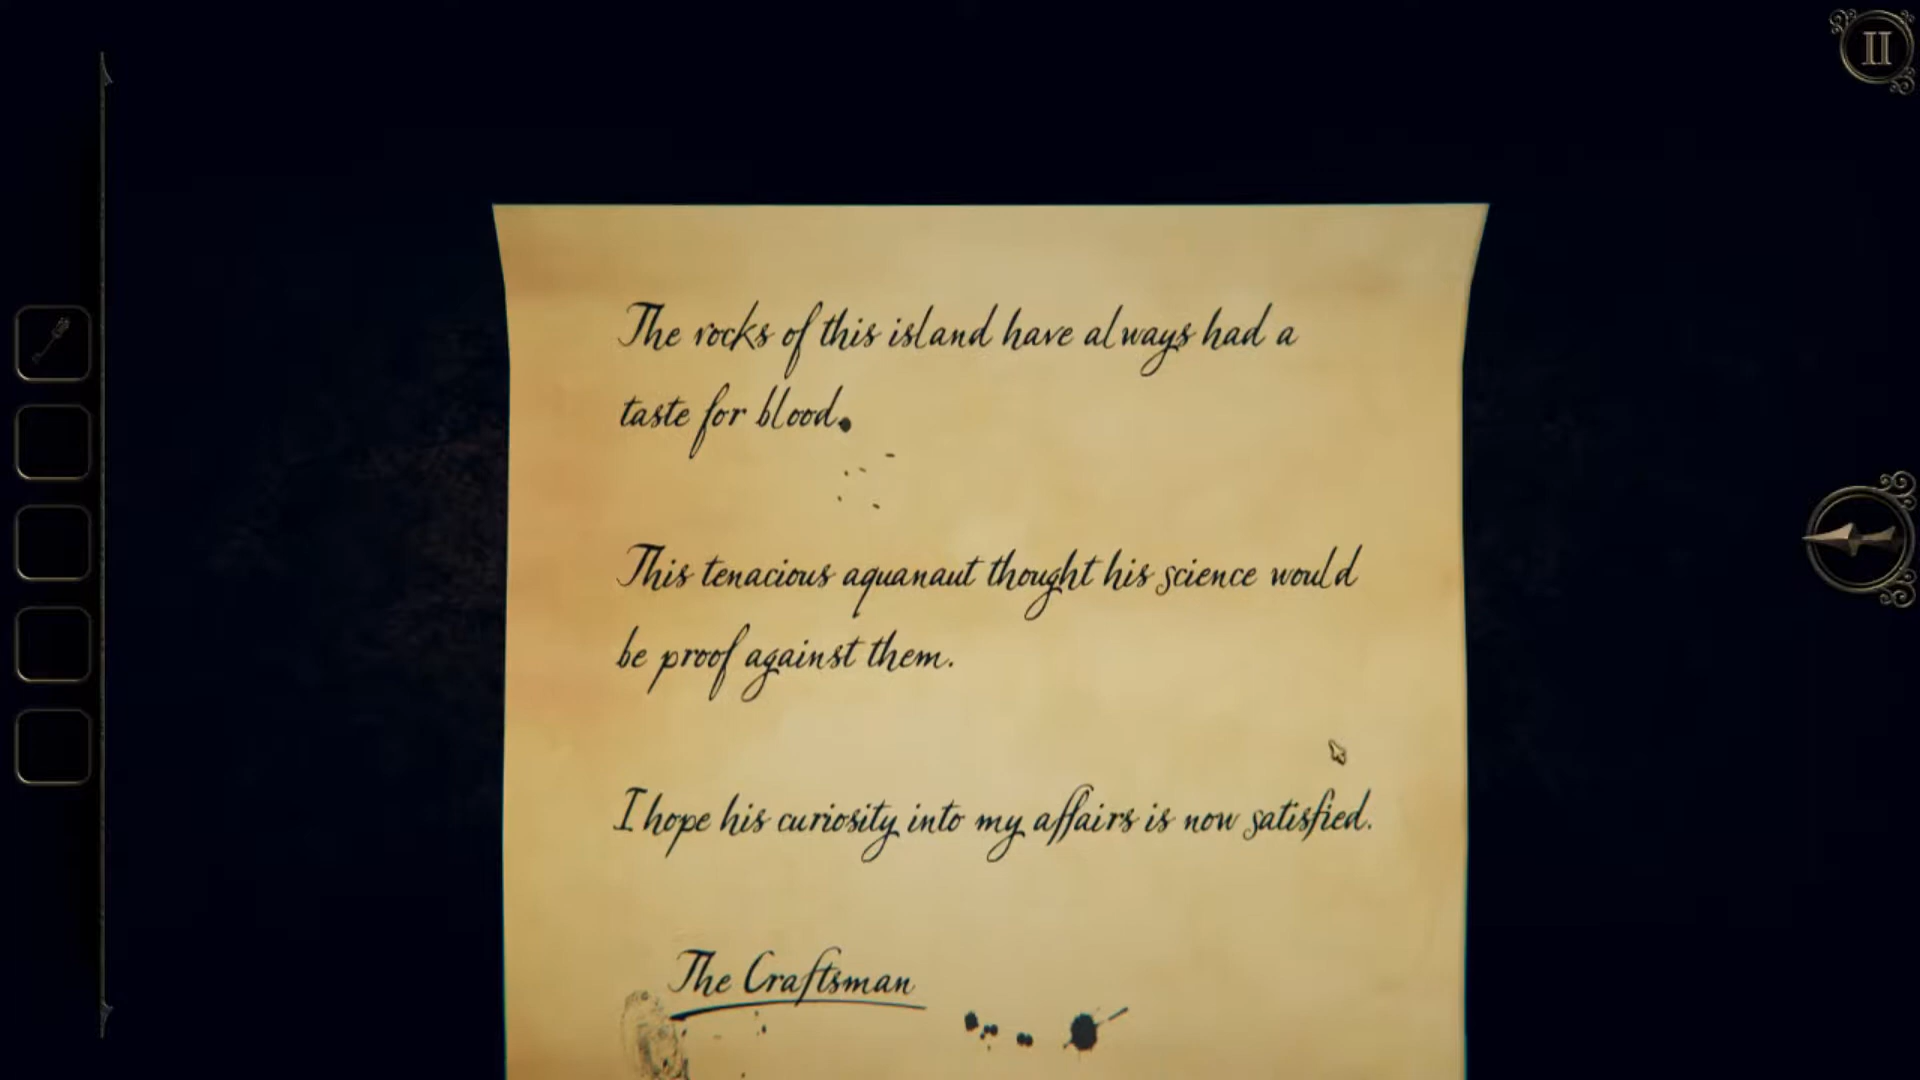 II
The rocks of this island have always had a
taste for blood.
This tenacious aquanaut thought his science would
be proof against them.
I hope his curiosity into my affairs is now satisfied.
The Craftsman